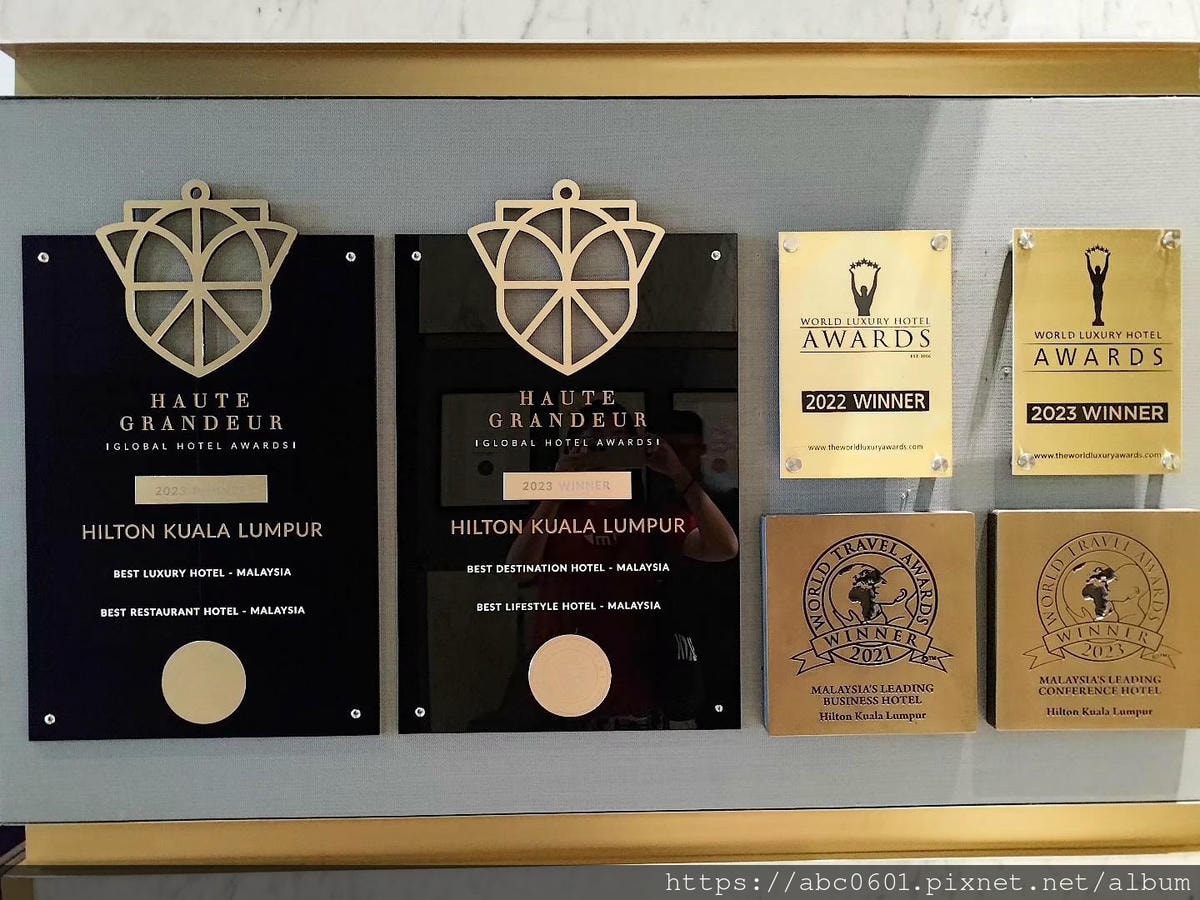 HAUTE
GRANDEUR
GLOBAL HOTEL AWARDS
2023 WINNER
HILTON KUALA LUMPUR
BEST LUXURY HOTEL - MALAYSIA
BEST RESTAURANT HOTEL - MALAYSIA
HAUTE
GRANDEUR
GLOBAL HOTEL AWARDS
2023 WINNER
HILTON KUALA LUMPUR
BEST DESTINATION HOTEL - MALAYSIA
BEST LIFESTYLE HOTEL - MALAYSIA
WORLD LUXURY HOTEL
AWARDS
2022 WINNER
www.theworldluxuryawards.com
WORLD LUXURY HOTEL
AWARDS
2023 WINNER
www.theworldluxuryawards.com
WORLD TRAVEL AWARDS
WINNER
2021
MALAYSIA'S LEADING
BUSINESS HOTEL
Hilton Kuala Lumpur
WORLD TRAVEL AWARDS
WINNER
2023
MALAYSIA'S LEADING
CONFERENCE HOTEL
Hilton Kuala Lumpur
https://abc0601.pixnet.net/album